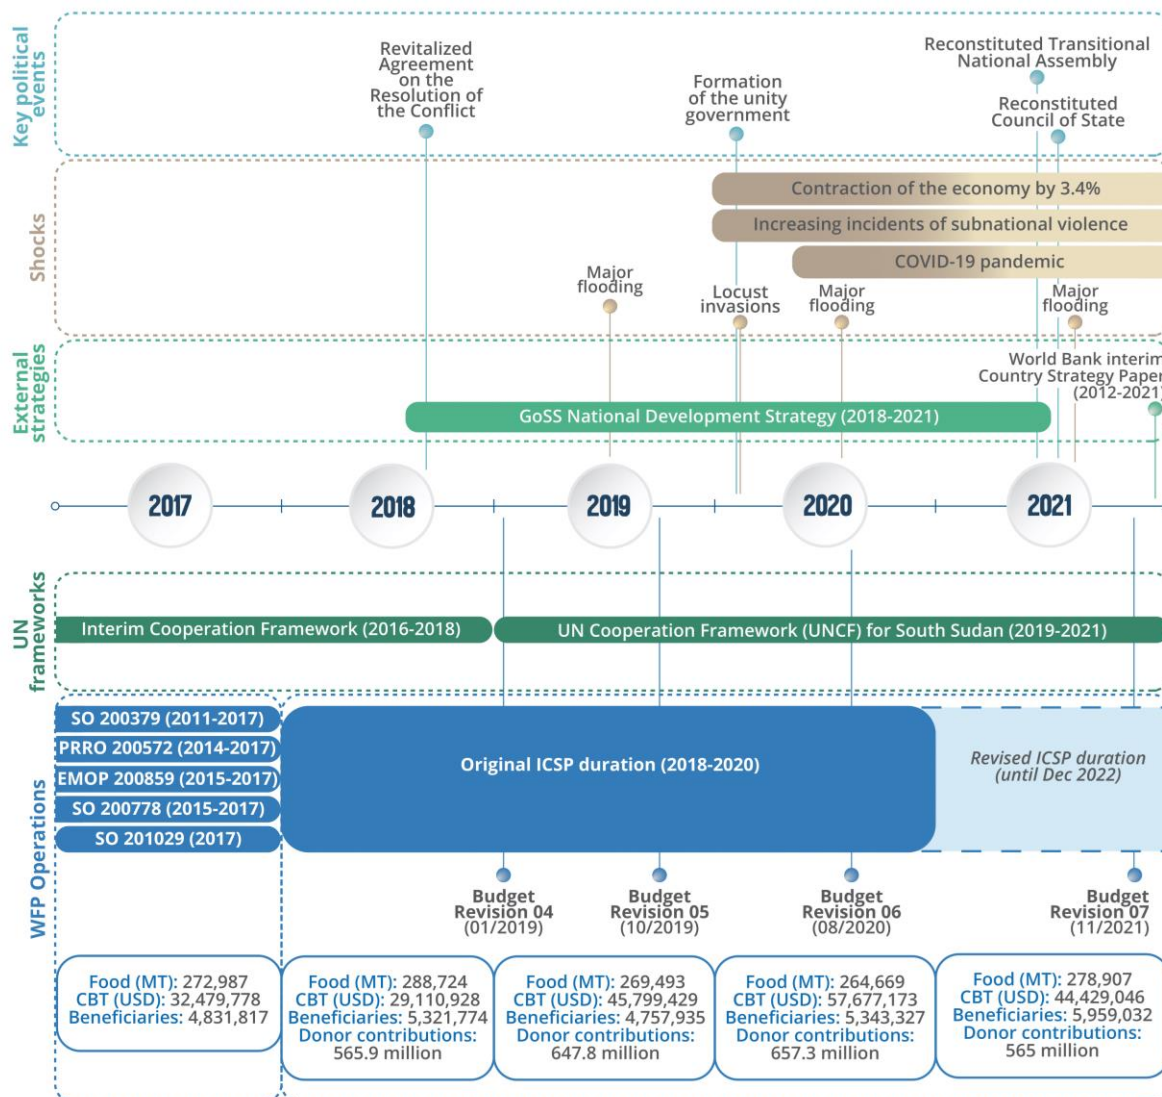 Key political
events
Revitalized
Agreement
on the
Resolution of
the Conflict
Formation
of the unity
government
Reconstituted Transitional
National Assembly
Reconstituted
Council of State
Shocks
Contraction of the economy by 3.4%
Increasing incidents of subnational violence
COVID-19 pandemic
Major
flooding
Locust
invasions
Major
flooding
Major
flooding
External
strategies
World Bank interim
Country Strategy Paper
(2012-2021)
GoSS National Development Strategy (2018-2021)
2017
2018
2019
2020
2021
UN
frameworks
Interim Cooperation Framework (2016-2018)
UN Cooperation Framework (UNCF) for South Sudan (2019-2021)
WFP Operations
SO 200379 (2011-2017)
PRRO 200572 (2014-2017)
EMOP 200859 (2015-2017)
SO 200778 (2015-2017)
SO 201029 (2017)
Original ICSP duration (2018-2020)
Revised ICSP duration
(until Dec 2022)
Budget
Revision 04
(01/2019)
Budget
Revision 05
(10/2019)
Budget
Revision 06
(08/2020)
Budget
Revision 07
(11/2021)
Food (MT): 272,987
CBT (USD): 32,479,778
Beneficiaries: 4,831,817
Food (MT): 288,724
CBT (USD): 29,110,928
Beneficiaries: 5,321,774
Donor contributions:
565.9 million
Food (MT): 269,493
CBT (USD): 45,799,429
Beneficiaries: 4,757,935
Donor contributions:
647.8 million
Food (MT): 264,669
CBT (USD): 57,677,173
Beneficiaries: 5,343,327
Donor contributions:
657.3 million
Food (MT): 278,907
CBT (USD): 44,429,046
Beneficiaries: 5,959,032
Donor contributions:
565 million